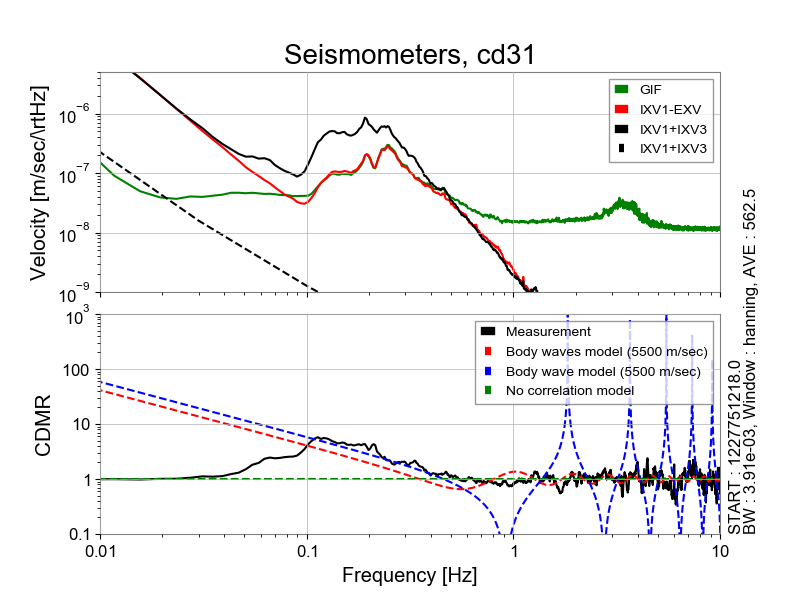 Seismometers, cd31
Velocity [m/sec/\rtHz]
10⁻⁶
10⁻⁷
10⁻⁸
10⁻⁹
GIF
IXV1-EXV
IXV1+IXV3
IXV1+IXV3
CDMR
10³
100
10
1
0.1
Measurement
Body waves model (5500 m/sec)
Body wave model (5500 m/sec)
No correlation model
0.01
0.1
1
10
Frequency [Hz]
START : 1227751218.0
BW : 3.91e-03, Window : hanning, AVE : 562.5